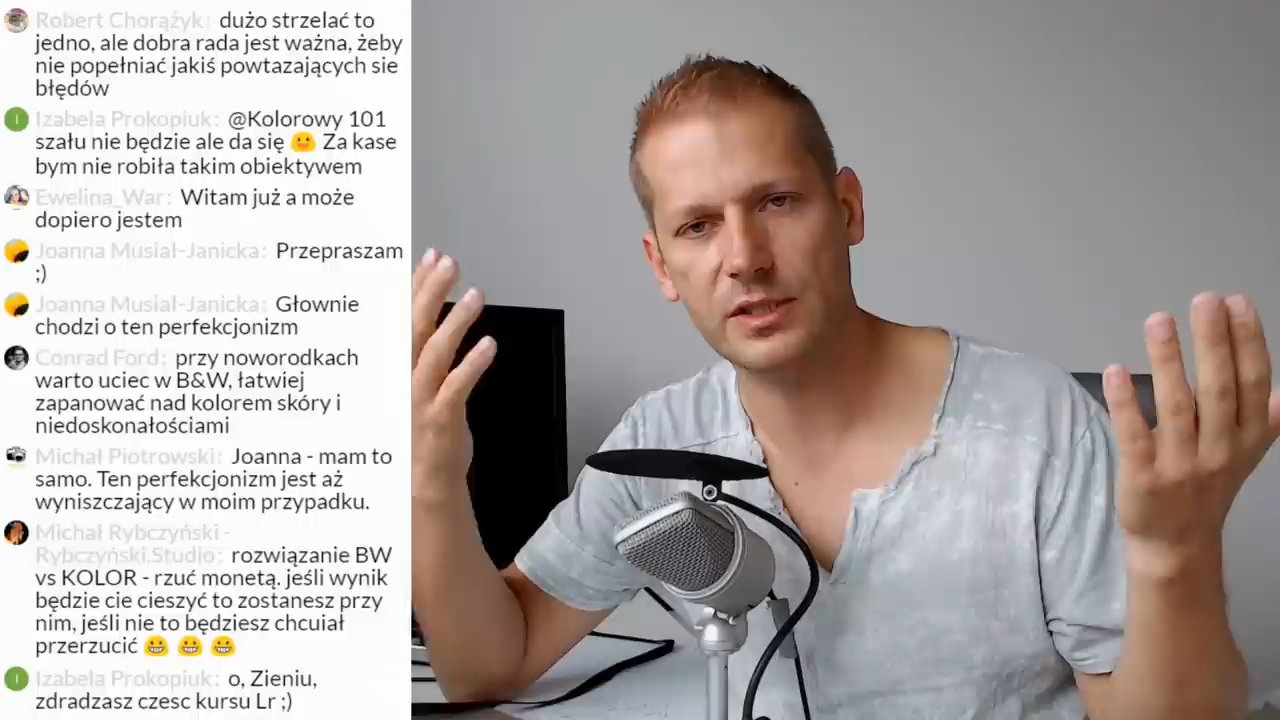 Robert Chorążyk: dużo strzelać to
jedno, ale dobra rada jest ważna, żeby
nie popełniać jakiś powtazających sie
błędów
Izabela Prokopiuk: @Kolorowy 101
szału nie będzie ale da się 😛 Za kase
bym nie robiła takim obiektywem
Ewelina_War: Witam już a może
dopiero jestem
Joanna Musiał-Janicka: Przepraszam
;)
Joanna Musiał-Janicka: Głownie
chodzi o ten perfekcjonizm
Conrad Ford: przy noworodkach
warto uciec w B&W, łatwiej
zapanować nad kolorem skóry i
niedoskonałościami
Michał Piotrowski: Joanna - mam to
samo. Ten perfekcjonizm jest aż
wyniszczający w moim przypadku.
Michał Rybczyński -
Rybczyński.Studio: rozwiązanie BW
vs KOLOR - rzuć monetą. jeśli wynik
będzie cie cieszyć to zostanesz przy
nim, jeśli nie to będziesz chcuiał
przerzucić 😀 😀 😀
Izabela Prokopiuk: o, Zieniu,
zdradzasz czesc kursu Lr ;)